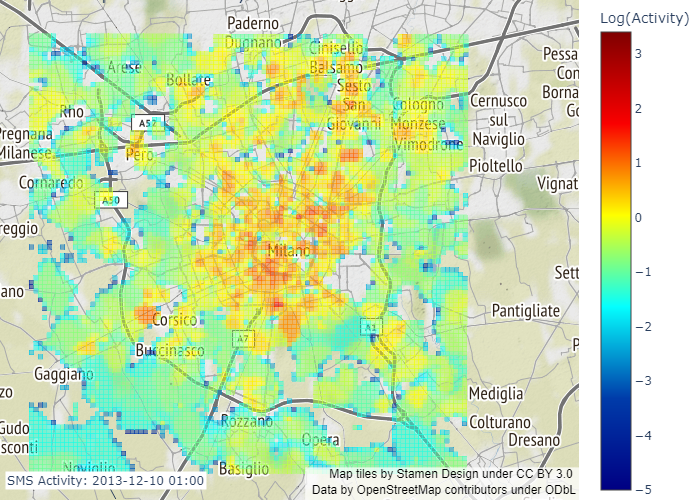 Paderno
Dugnano
Log(Activity)
Cinisello
Balsamo
Arese
Bollate
Sesto
San
Giovanni
Pessa
Borna
Rho
A52
Cologno
Monzese
Cernusco
sul
Naviglio
Pregnana
Milanese
Pero
Vimodrone
Pioltello
Cornaredo
A50
Vignat
reggio
Milano
Sett
ano
Pantigliate
Corsico
A7
A1
Buccinasco
Gaggiano
Mediglia
Rozzano
Opera
Colturano
Dresano
Gudo
sconti
Noviglio
Basiglio
3
2
1
0
−1
−2
−3
−4
−5
SMS Activity: 2013-12-10 01:00
Map tiles by Stamen Design under CC BY 3.0
Data by OpenStreetMap contributors under ODbL